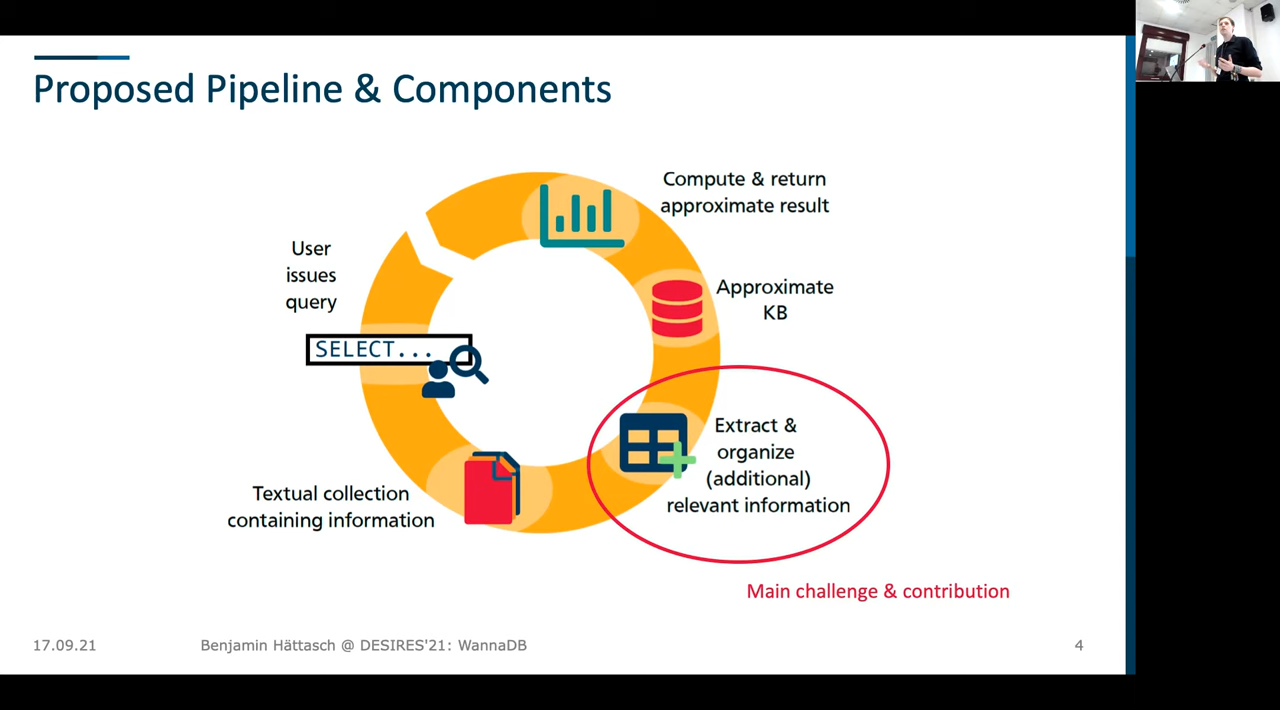 Proposed Pipeline & Components
Compute & return
approximate result
User
issues
query
Approximate
KB
SELECT...
Extract &
organize
(additional)
relevant information
Textual collection
containing information
Main challenge & contribution
17.09.21
Benjamin Hättasch @ DESIRES'21: WannaDB
4